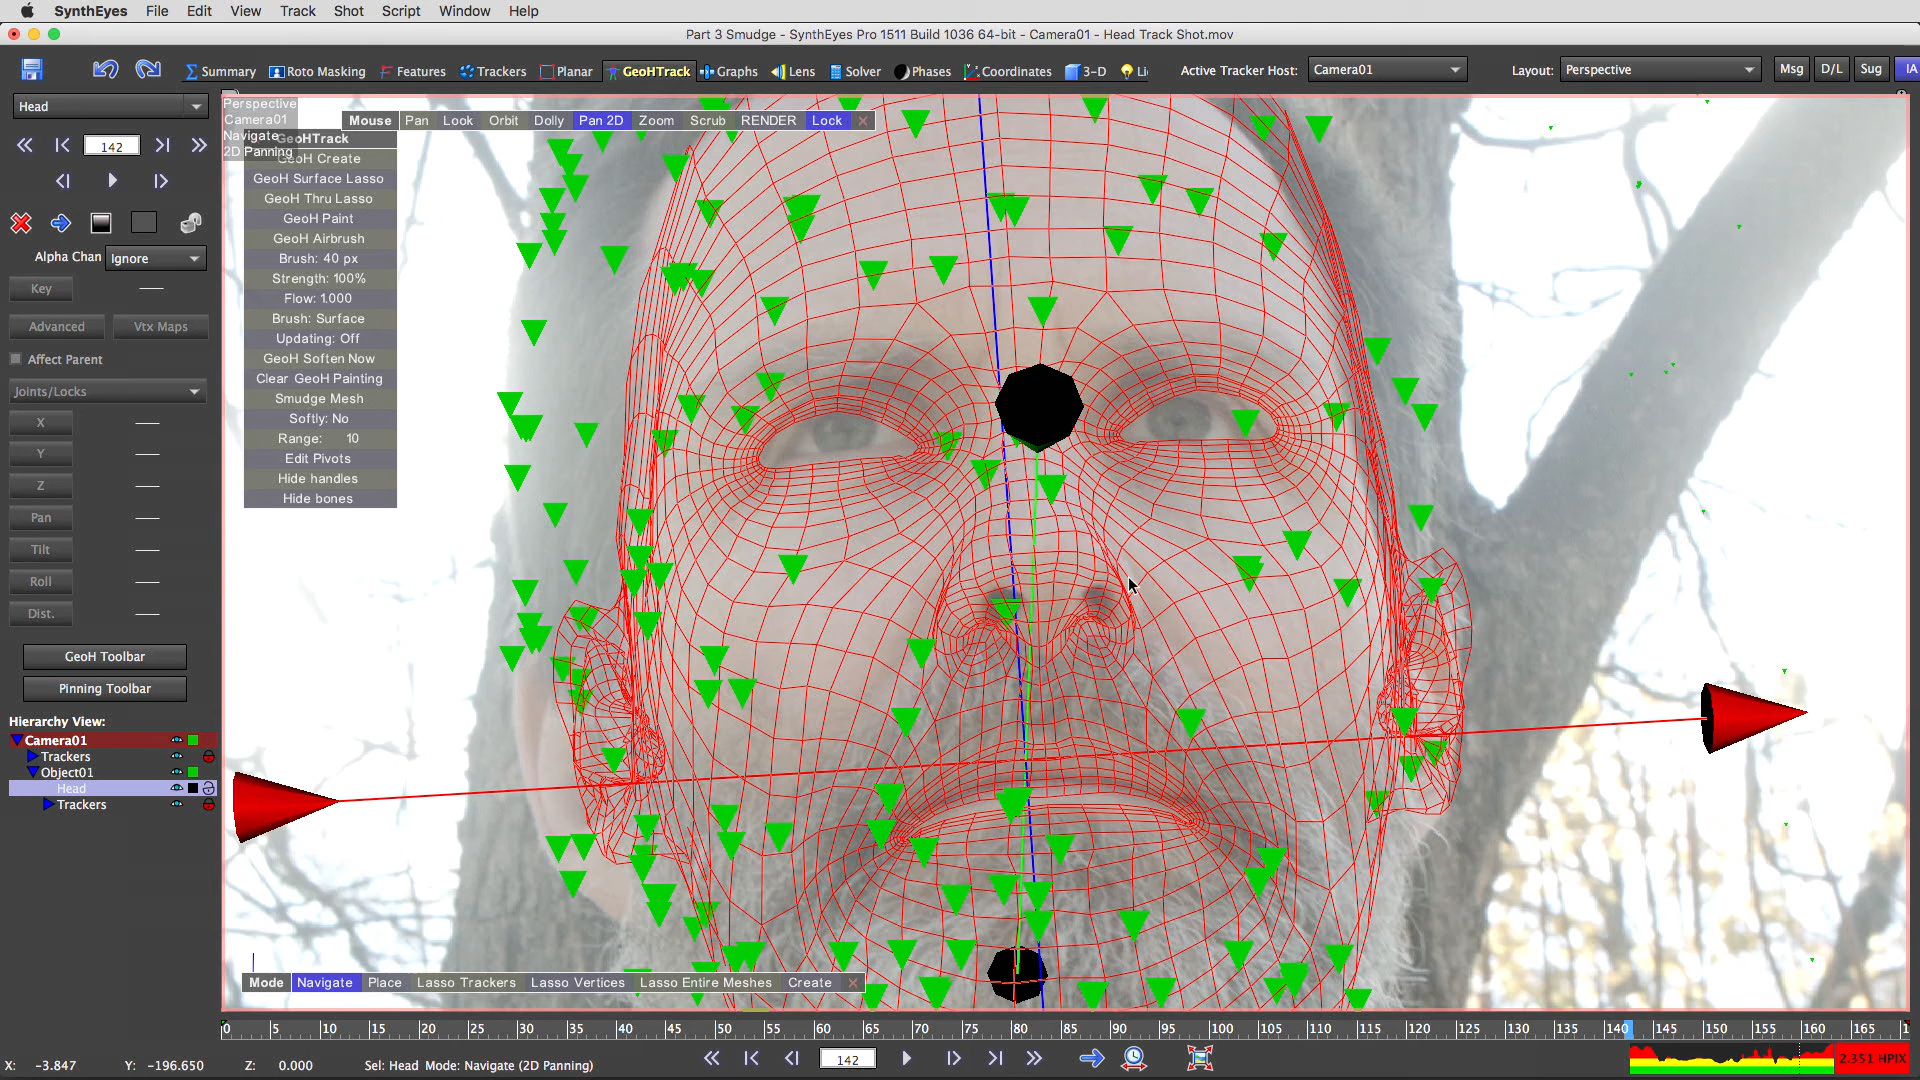 SynthEyes File Edit View Track Shot Script Window Help
Part 3 Smudge - SynthEyes Pro 1511 Build 1036 64-bit - Camera01 - Head Track Shot.mov
Summary Roto Masking Features Trackers Planar GeoHTrack Graphs Lens Solver Phases Coordinates 3-D Li Active Tracker Host: Camera01 Layout: Perspective Msg D/L Sug IA
Head
142
Alpha Chan Ignore
Key
Advanced Vtx Maps
Affect Parent
Joints/Locks
X
Y
Z
Pan
Tilt
Roll
Dist.
GeoH Toolbar
Pinning Toolbar
Hierarchy View:
Camera01
Trackers
Object01
Head
Trackers
Perspective
Camera01
Navigate
2D Panning
Mouse Pan Look Orbit Dolly Pan 2D Zoom Scrub RENDER Lock
GeoHTrack
GeoH Create
GeoH Surface Lasso
GeoH Thru Lasso
GeoH Paint
GeoH Airbrush
Brush: 40 px
Strength: 100%
Flow: 1.000
Brush: Surface
Updating: Off
GeoH Soften Now
Clear GeoH Painting
Smudge Mesh
Softly: No
Range: 10
Edit Pivots
Hide handles
Hide bones
Mode Navigate Place Lasso Trackers Lasso Vertices Lasso Entire Meshes Create
0 5 10 15 20 25 30 35 40 45 50 55 60 65 70 75 80 85 90 95 100 105 110 115 120 125 130 135 140 145 150 155 160 165
X: -3.847 Y: -196.650 Z: 0.000 Sel: Head Mode: Navigate (2D Panning) 142 2.351 HPIX